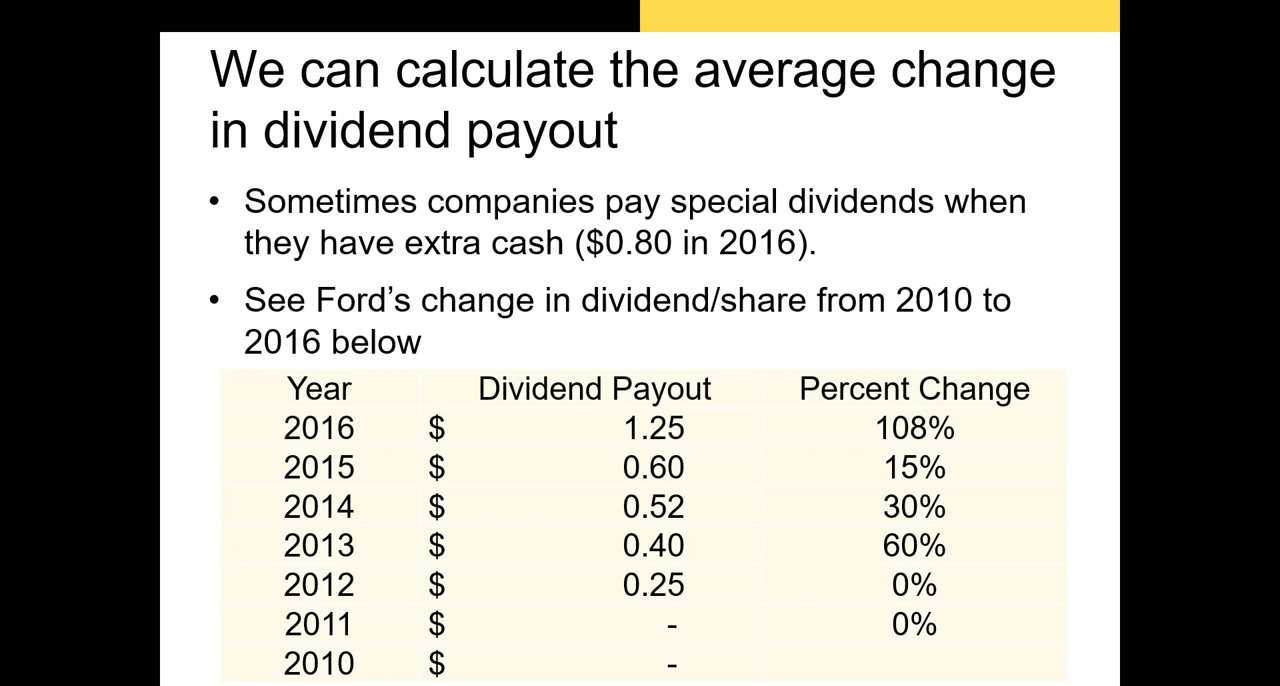 We can calculate the average change
in dividend payout
• Sometimes companies pay special dividends when
they have extra cash ($0.80 in 2016).
• See Ford’s change in dividend/share from 2010 to
2016 below
Year Dividend Payout Percent Change
2016 $ 1.25 108%
2015 $ 0.60 15%
2014 $ 0.52 30%
2013 $ 0.40 60%
2012 $ 0.25 0%
2011 $ - 0%
2010 $ -